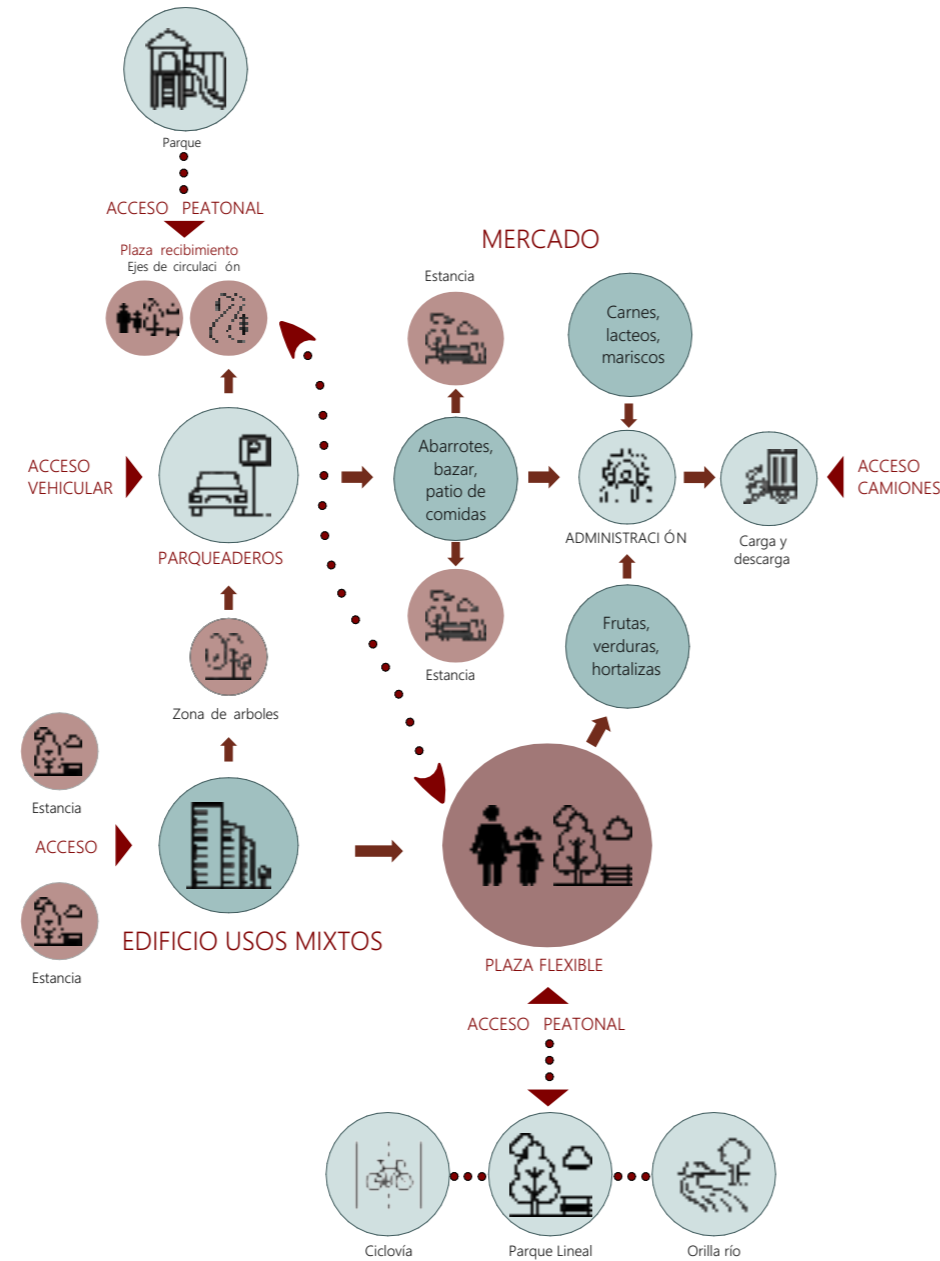 Parque
ACCESO PEATONAL
Plaza recibimiento
Ejes de circulaci ón
MERCADO
Estancia
Carnes,
lacteos,
mariscos
P
ACCESO
VEHICULAR
PARQUEADEROS
Abarrotes,
bazar,
patio de
comidas
ADMINISTRACI ÓN
Carga y
descarga
ACCESO
CAMIONES
Estancia
Frutas,
verduras,
hortalizas
Zona de arboles
Estancia
ACCESO
Estancia
EDIFICIO USOS MIXTOS
PLAZA FLEXIBLE
ACCESO PEATONAL
Ciclovía
Parque Lineal
Orilla río